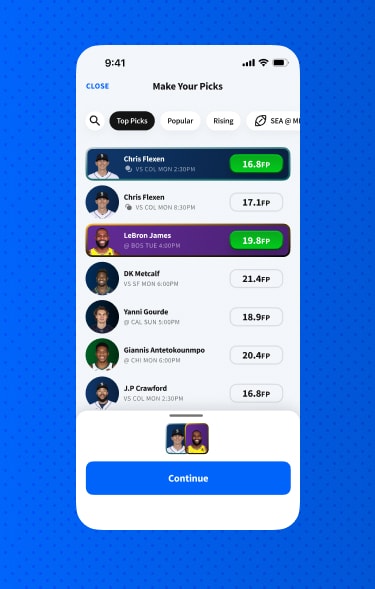 9:41
CLOSE
Make Your Picks
Top Picks
Popular
Rising
SEA @ MI
Chris Flexen
VS COL MON 2:30PM
16.8FP
Chris Flexen
VS COL MON 8:30PM
17.1FP
LeBron James
@ BOS TUE 4:20PM
19.8FP
DK Metcalf
VS SF MON 6:00PM
21.4FP
Yanni Gourde
@ CAL SUN 5:00PM
18.9FP
Giannis Antetokounmpo
@ CHI MON 6:00PM
20.4FP
J.P Crawford
VS COL MON 2:30PM
16.8FP
Continue